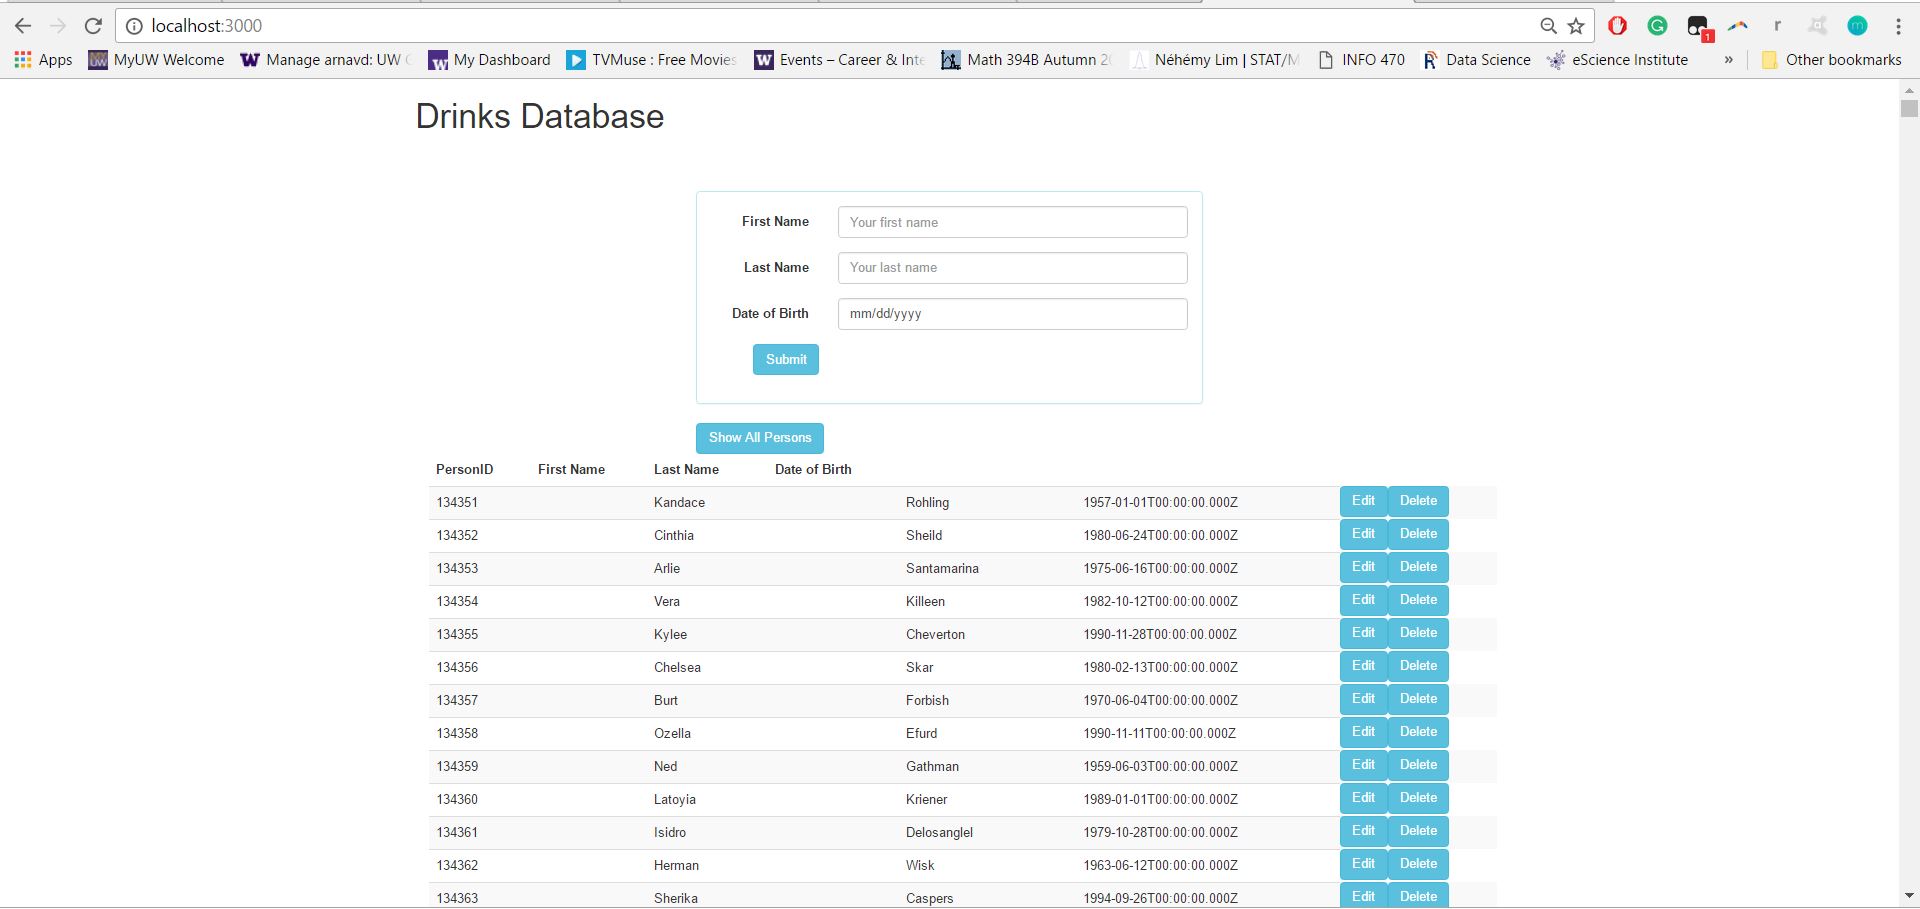 localhost:3000
1
m
Apps MyUW Welcome Manage arnavd: UW My Dashboard TVMuse : Free Movies Events – Career & Inte Math 394B Autumn 20 Néhémy Lim | STAT/M INFO 470 Data Science eScience Institute » Other bookmarks
Drinks Database
First Name Your first name
Last Name Your last name
Date of Birth mm/dd/yyyy
Submit
Show All Persons
PersonID First Name Last Name Date of Birth
134351 Kandace Rohling 1957-01-01T00:00:00.000Z Edit Delete
134352 Cinthia Sheild 1980-06-24T00:00:00.000Z Edit Delete
134353 Arlie Santamarina 1975-06-16T00:00:00.000Z Edit Delete
134354 Vera Killeen 1982-10-12T00:00:00.000Z Edit Delete
134355 Kylee Cheverton 1990-11-28T00:00:00.000Z Edit Delete
134356 Chelsea Skar 1980-02-13T00:00:00.000Z Edit Delete
134357 Burt Forbish 1970-06-04T00:00:00.000Z Edit Delete
134358 Ozella Efurd 1990-11-11T00:00:00.000Z Edit Delete
134359 Ned Gathman 1959-06-03T00:00:00.000Z Edit Delete
134360 Latoyia Kriener 1989-01-01T00:00:00.000Z Edit Delete
134361 Isidro Delosanglel 1979-10-28T00:00:00.000Z Edit Delete
134362 Herman Wisk 1963-06-12T00:00:00.000Z Edit Delete
134363 Sherika Caspers 1994-09-26T00:00:00.000Z Edit Delete